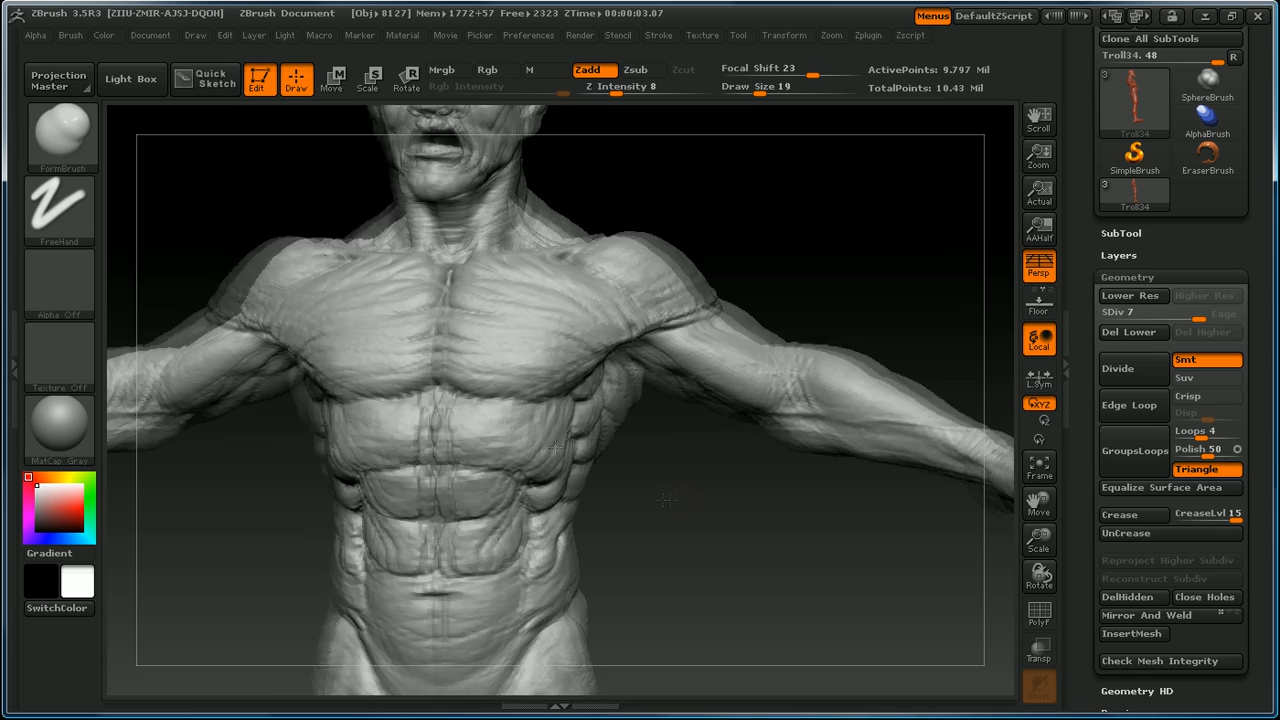 ZBrush 3.5R3 [ZIIU-ZMIR-AJSJ-DQOH] ZBrush Document [Obj▸8127] Mem▸1772+57 Free▸2323 ZTime▸00:00:03.07 Menus DefaultZScript
Alpha Brush Color Document Draw Edit Layer Light Macro Marker Material Movie Picker Preferences Render Stencil Stroke Texture Tool Transform Zoom Zplugin Zscript
Projection Master
Light Box
Quick Sketch
Edit
Draw
Move
Scale
Rotate
Mrgb Rgb M
Rgb Intensity
Zadd Zsub Zcut
Z Intensity 8
Focal Shift 23
Draw Size 19
ActivePoints: 9.797 Mil
TotalPoints: 10.43 Mil
FormBrush
FreeHand
Alpha Off
Texture Off
MatCap Gray
Gradient
SwitchColor
Scroll
Zoom
Actual
AAHalf
Persp
Floor
Local
L.Sym
XYZ
Z
Y
Frame
Move
Scale
Rotate
PolyF
Transp
Clone All SubTools
Troll34. 48 R
3
Troll34
SphereBrush
AlphaBrush
SimpleBrush
EraserBrush
3
Troll34
SubTool
Layers
Geometry
Lower Res Higher Res
SDiv 7 Cage
Del Lower Del Higher
Divide
Smt
Suv
Edge Loop
Crisp
Disp
GroupsLoops
Loops 4
Polish 50
Triangle
Equalize Surface Area
Crease CreaseLvl 15
UnCrease
Reproject Higher Subdiv
Reconstruct Subdiv
DelHidden Close Holes
Mirror And Weld
InsertMesh
Check Mesh Integrity
Geometry HD